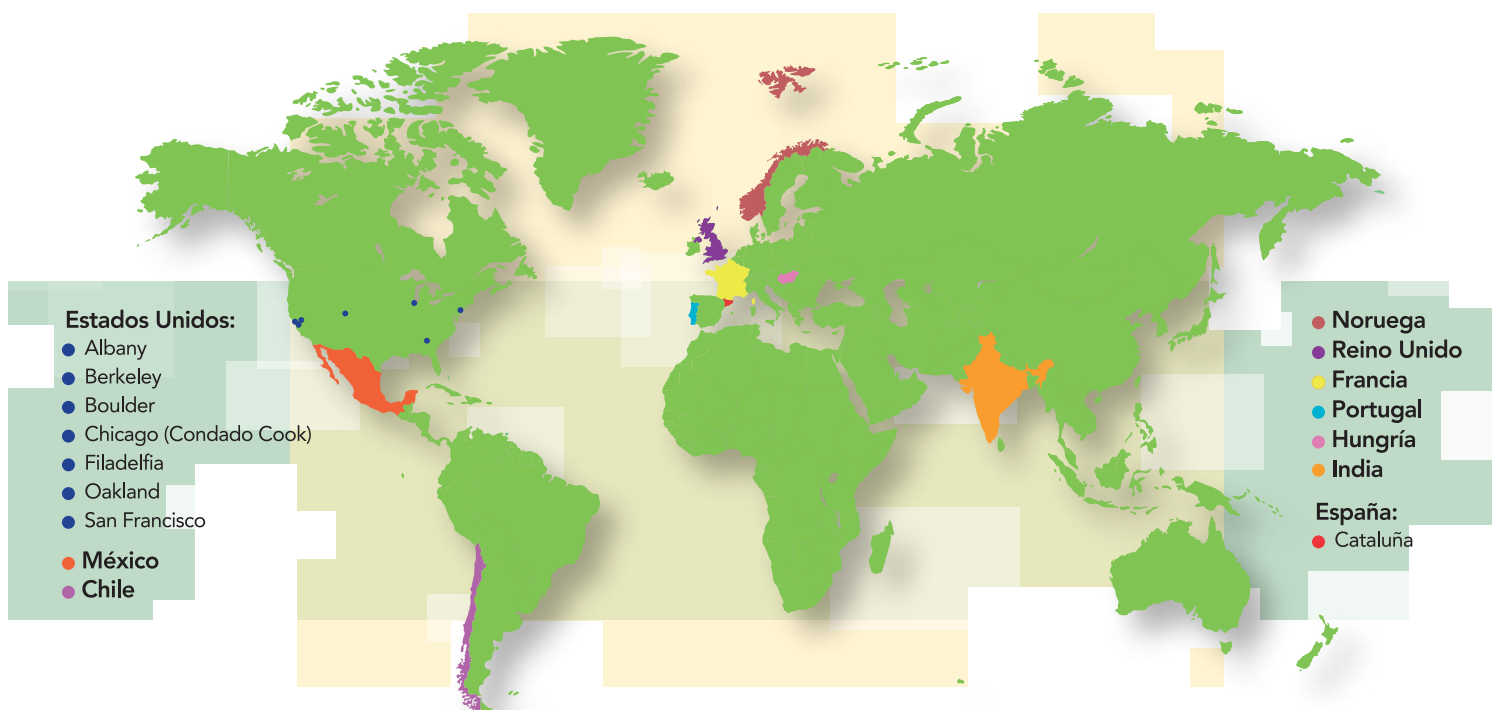 Estados Unidos:
Albany
Berkeley
Boulder
Chicago (Condado Cook)
Filadelfia
Oakland
San Francisco
México
Chile
Noruega
Reino Unido
Francia
Portugal
Hungría
India
España:
Cataluña